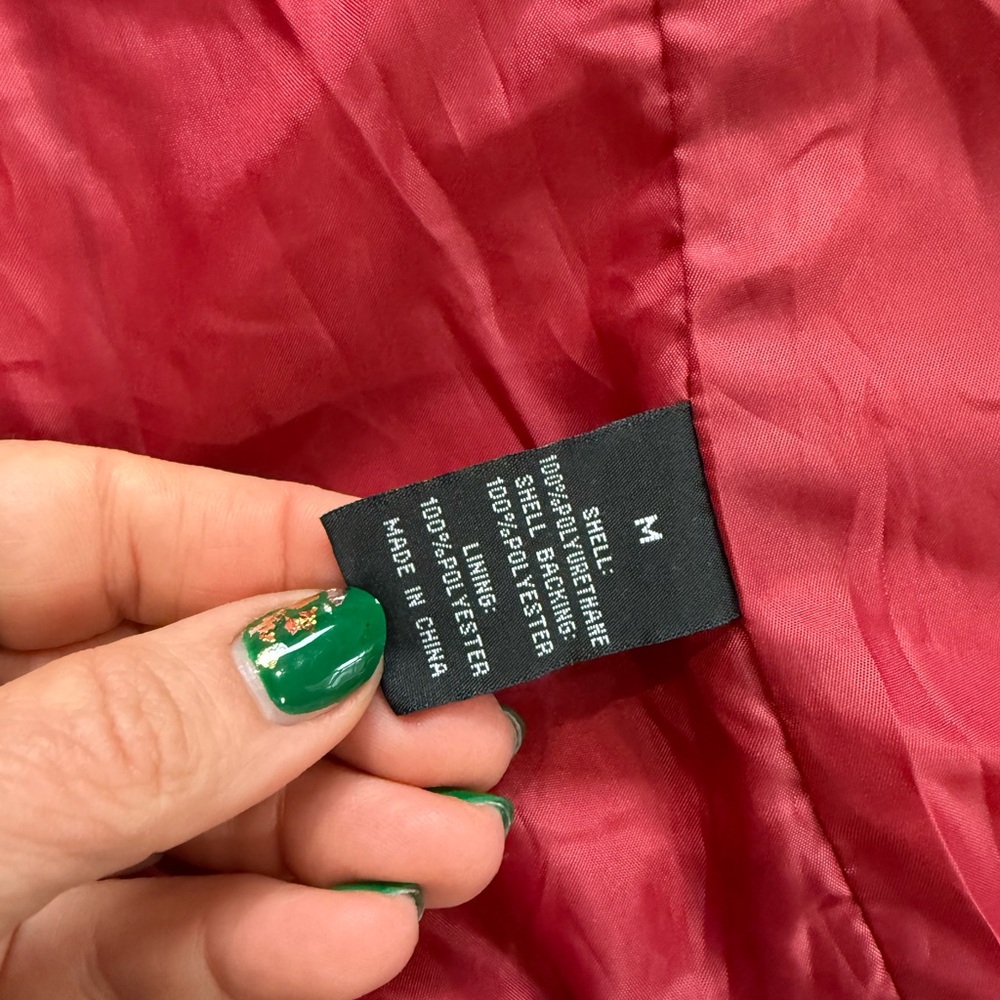 M
SHELL:
100%POLYURETHANE
SHELL BACKING:
100%POLYESTER
LINING:
100%POLYESTER
MADE IN CHINA